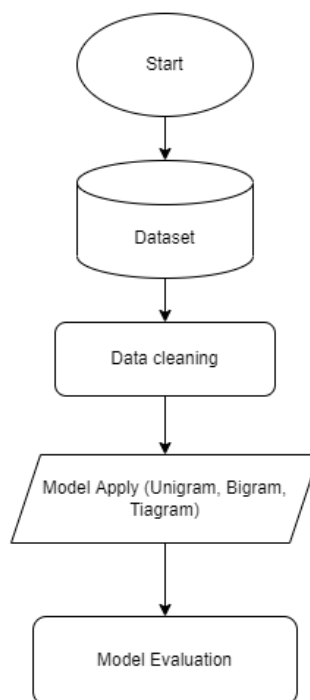 Start
Dataset
Data cleaning
Model Apply (Unigram, Bigram,
Tiagram)
Model Evaluation